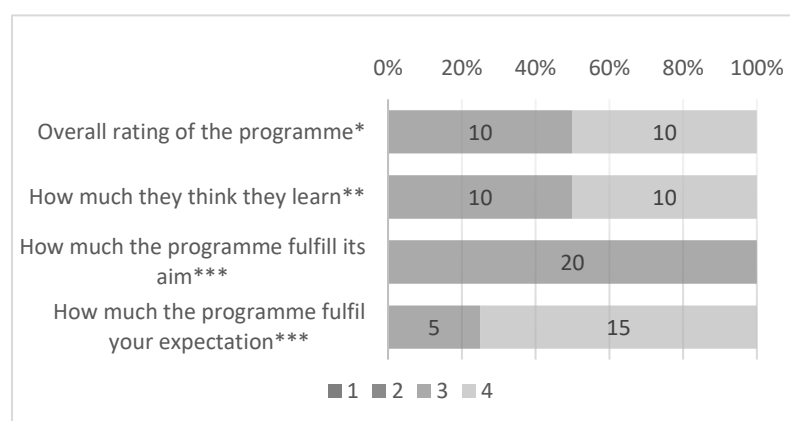 0% 20% 40% 60% 80% 100%
Overall rating of the programme* 10 10
How much they think they learn** 10 10
How much the programme fulfill its
aim*** 20
How much the programme fulfil
your expectation*** 5 15
1 2 3 4